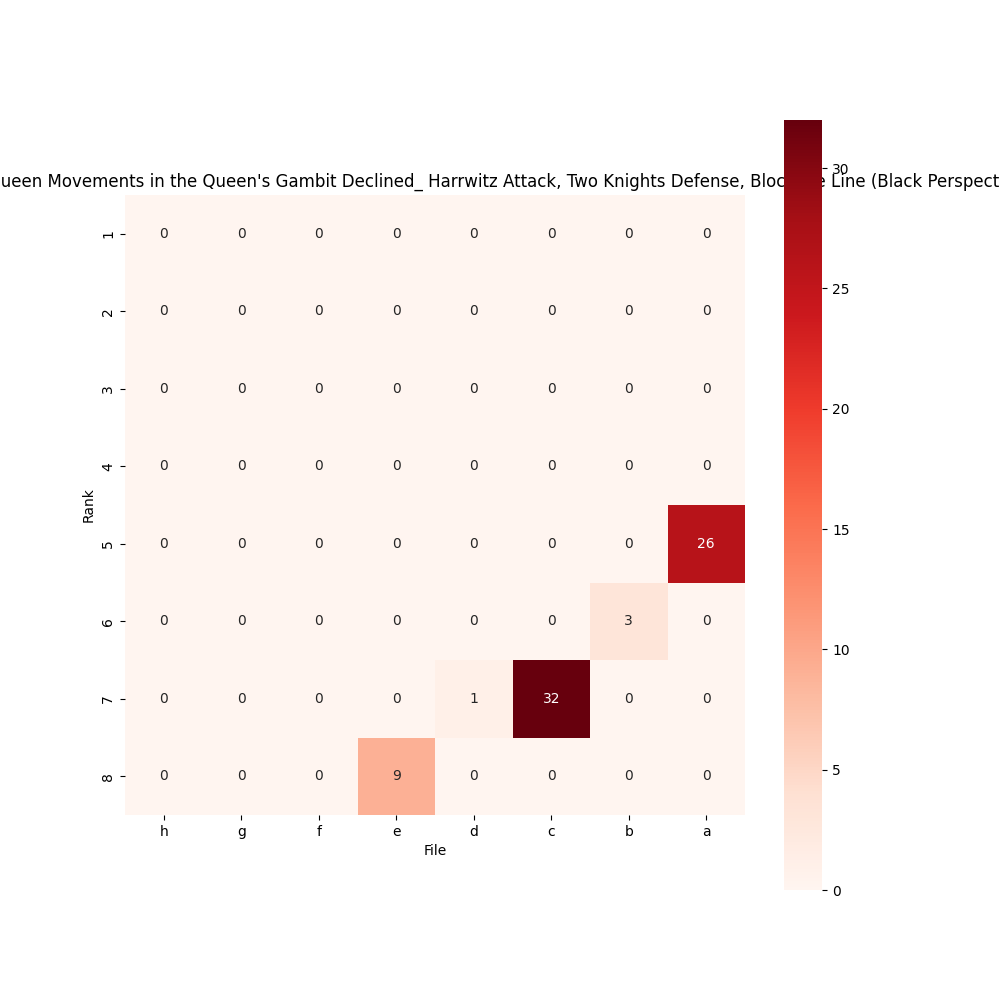 ueen Movements in the Queen's Gambit Declined_ Harrwitz Attack, Two Knights Defense, Line (Black Perspect
30
25
20
15
10
5
0
1 0 0 0 0 0 0 0 0
2 0 0 0 0 0 0 0 0
3 0 0 0 0 0 0 0 0
4 0 0 0 0 0 0 0 0
Rank
5 0 0 0 0 0 0 0 26
6 0 0 0 0 0 0 3 0
7 0 0 0 0 1 32 0 0
8 0 0 0 9 0 0 0 0
h g f e d c b a
File